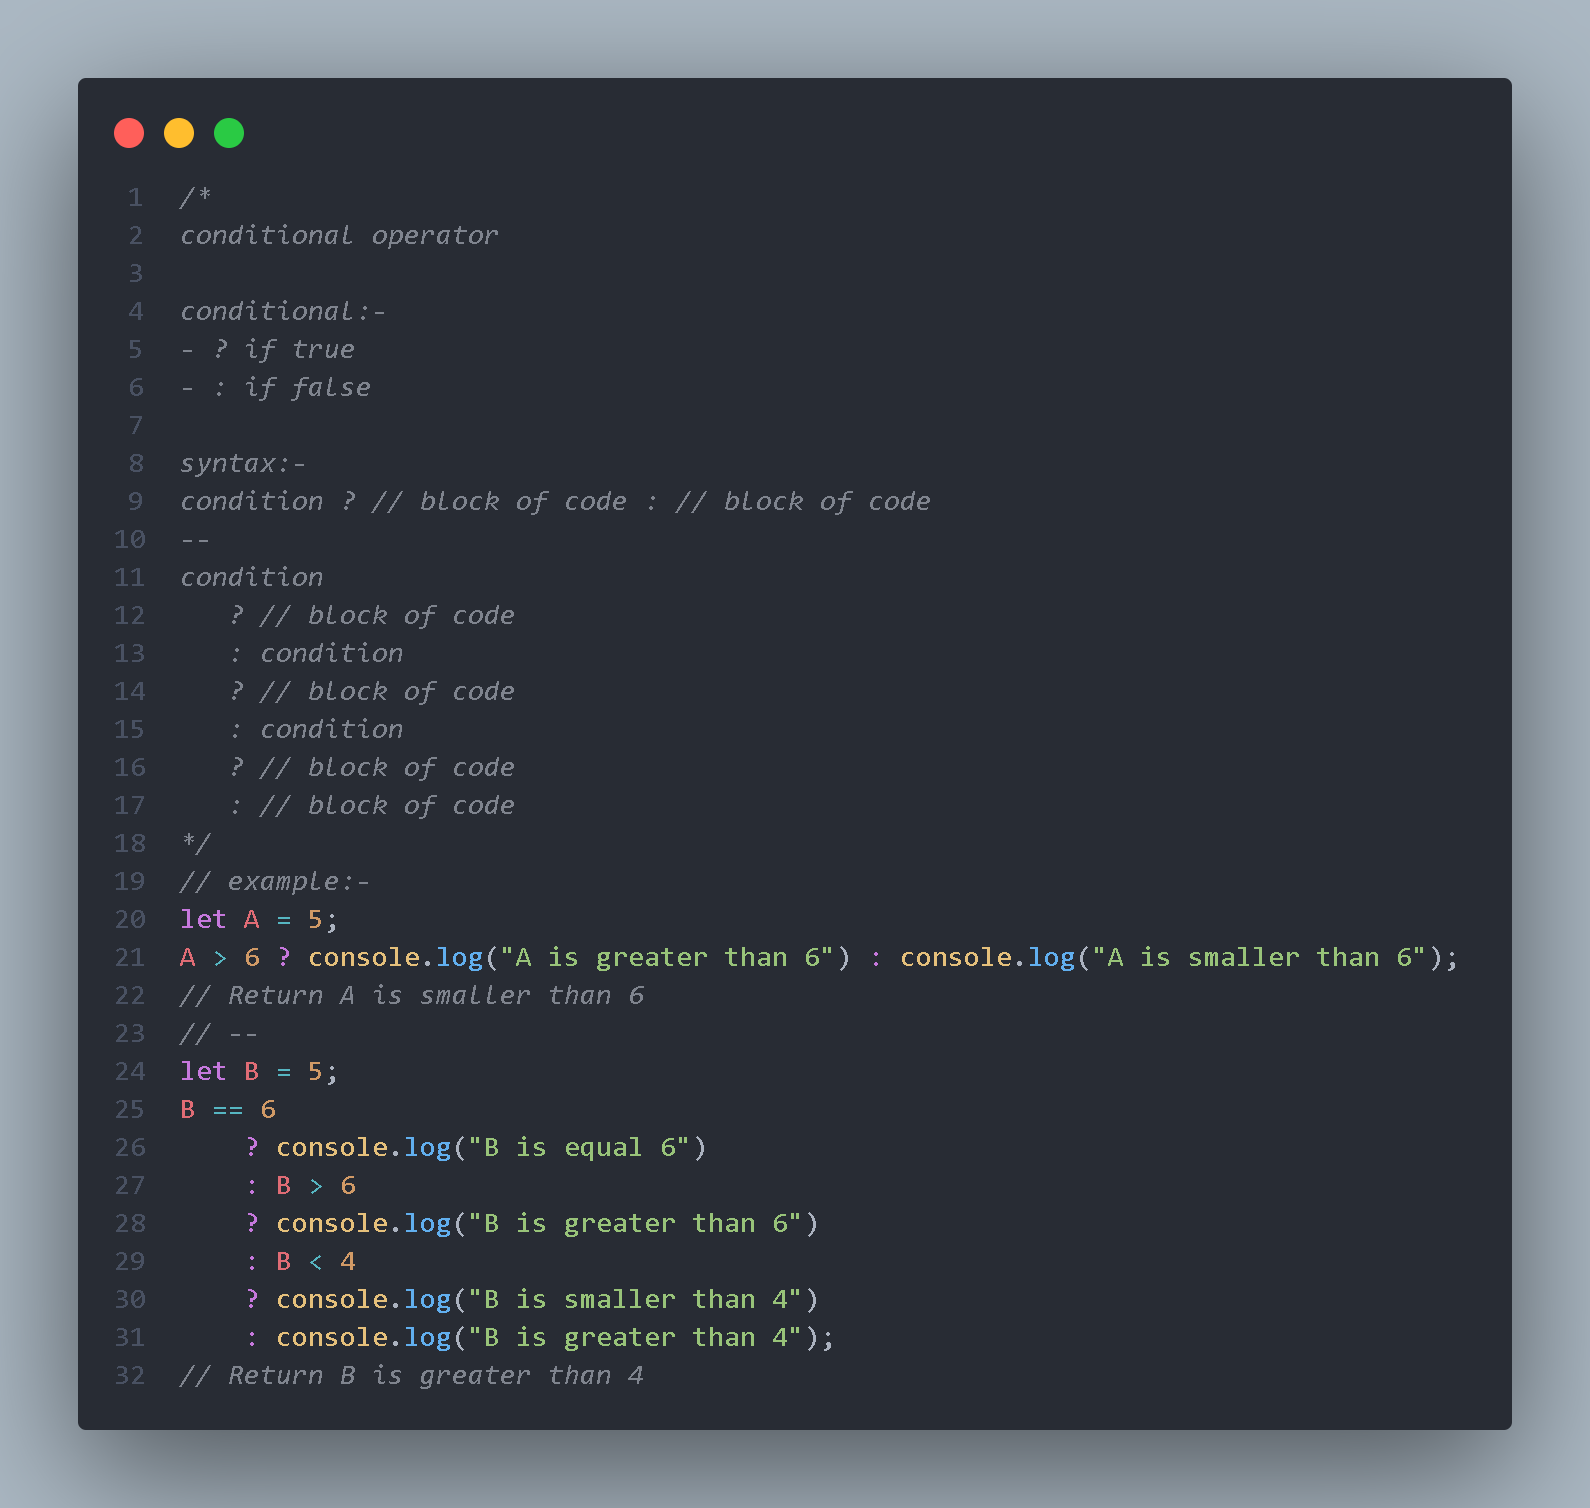 1 /*
2 conditional operator
3
4 conditional:-
5 - ? if true
6 - : if false
7
8 syntax:-
9 condition ? // block of code : // block of code
10 --
11 condition
12    ? // block of code
13    : condition
14    ? // block of code
15    : condition
16    ? // block of code
17    : // block of code
18 */
19 // example:-
20 let A = 5;
21 A > 6 ? console.log("A is greater than 6") : console.log("A is smaller than 6");
22 // Return A is smaller than 6
23 // --
24 let B = 5;
25 B == 6
26     ? console.log("B is equal 6")
27     : B > 6
28     ? console.log("B is greater than 6")
29     : B < 4
30     ? console.log("B is smaller than 4")
31     : console.log("B is greater than 4");
32 // Return B is greater than 4